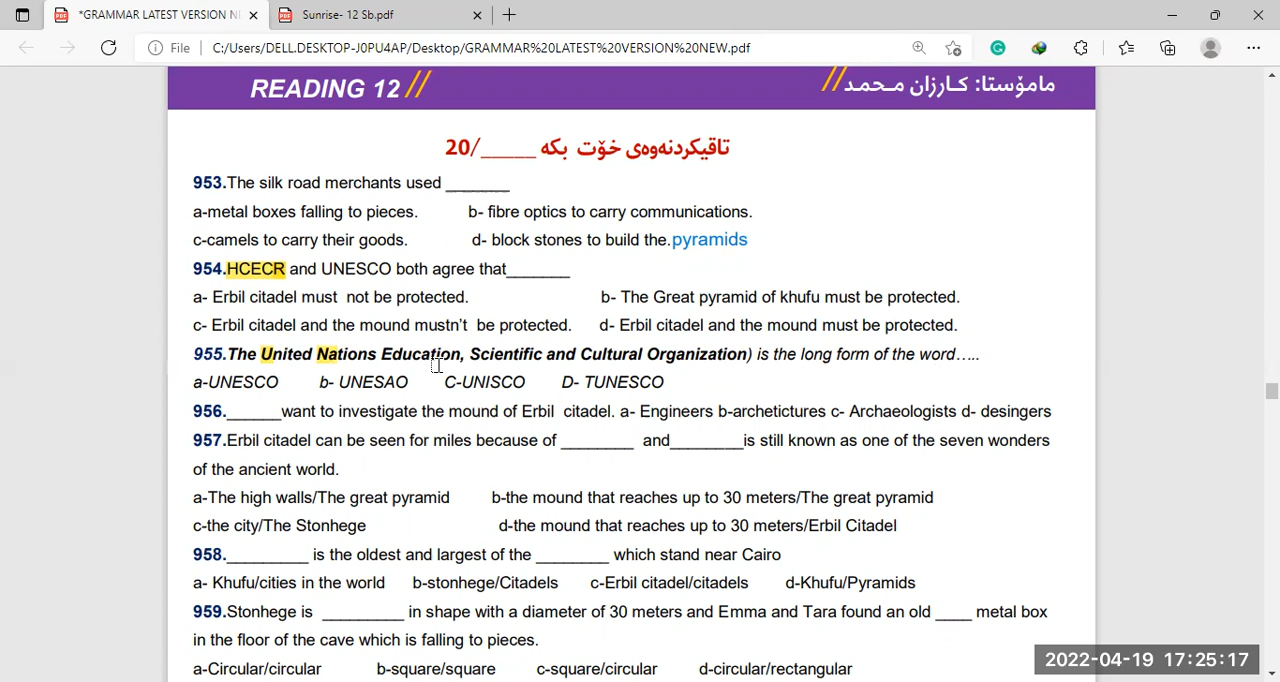 *GRAMMAR LATEST VERSION N
Sunrise- 12 Sb.pdf
File
C:/Users/DELL.DESKTOP-J0PU4AP/Desktop/GRAMMAR%20LATEST%20VERSION%20NEW.pdf
READING 12 //
//مامۆستا: کارزان محمد
تاقیکردنەوەی خۆت بکە _____/20
953.The silk road merchants used _______
a-metal boxes falling to pieces. b- fibre optics to carry communications.
c-camels to carry their goods. d- block stones to build the.pyramids
954.HCECR and UNESCO both agree that_______
a- Erbil citadel must not be protected. b- The Great pyramid of khufu must be protected.
c- Erbil citadel and the mound mustn't be protected. d- Erbil citadel and the mound must be protected.
955.The United Nations Education, Scientific and Cultural Organization) is the long form of the word…..
a-UNESCO b- UNESAO C-UNISCO D- TUNESCO
956.______want to investigate the mound of Erbil citadel. a- Engineers b-archetictures c- Archaeologists d- desingers
957.Erbil citadel can be seen for miles because of ________ and________is still known as one of the seven wonders
of the ancient world.
a-The high walls/The great pyramid b-the mound that reaches up to 30 meters/The great pyramid
c-the city/The Stonhege d-the mound that reaches up to 30 meters/Erbil Citadel
958._________ is the oldest and largest of the ________ which stand near Cairo
a- Khufu/cities in the world b-stonhege/Citadels c-Erbil citadel/citadels d-Khufu/Pyramids
959.Stonhege is _________ in shape with a diameter of 30 meters and Emma and Tara found an old ____ metal box
in the floor of the cave which is falling to pieces.
a-Circular/circular b-square/square c-square/circular d-circular/rectangular
2022-04-19 17:25:17